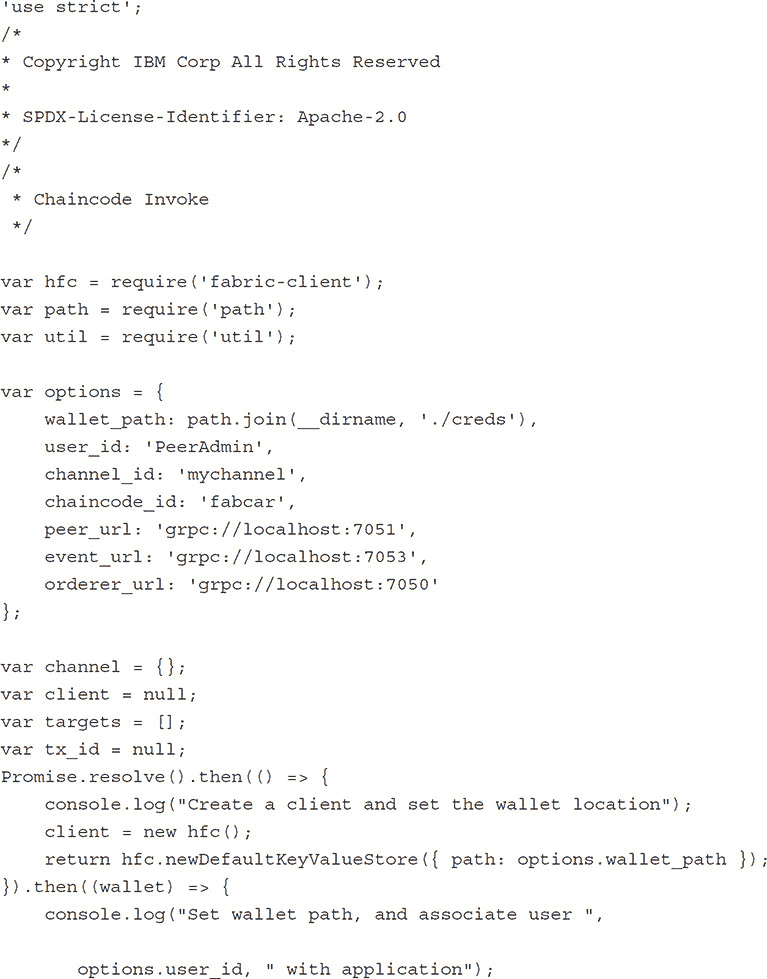 'use strict';
/*
* Copyright IBM Corp All Rights Reserved
*
* SPDX-License-Identifier: Apache-2.0
*/
/*
 * Chaincode Invoke
 */

var hfc = require('fabric-client');
var path = require('path');
var util = require('util');

var options = {
    wallet_path: path.join(__dirname, './creds'),
    user_id: 'PeerAdmin',
    channel_id: 'mychannel',
    chaincode_id: 'fabcar',
    peer_url: 'grpc://localhost:7051',
    event_url: 'grpc://localhost:7053',
    orderer_url: 'grpc://localhost:7050'
};

var channel = {};
var client = null;
var targets = [];
var tx_id = null;
Promise.resolve().then(() => {
    console.log("Create a client and set the wallet location");
    client = new hfc();
    return hfc.newDefaultKeyValueStore({ path: options.wallet_path });
}).then((wallet) => {
    console.log("Set wallet path, and associate user ",

       options.user_id, " with application");